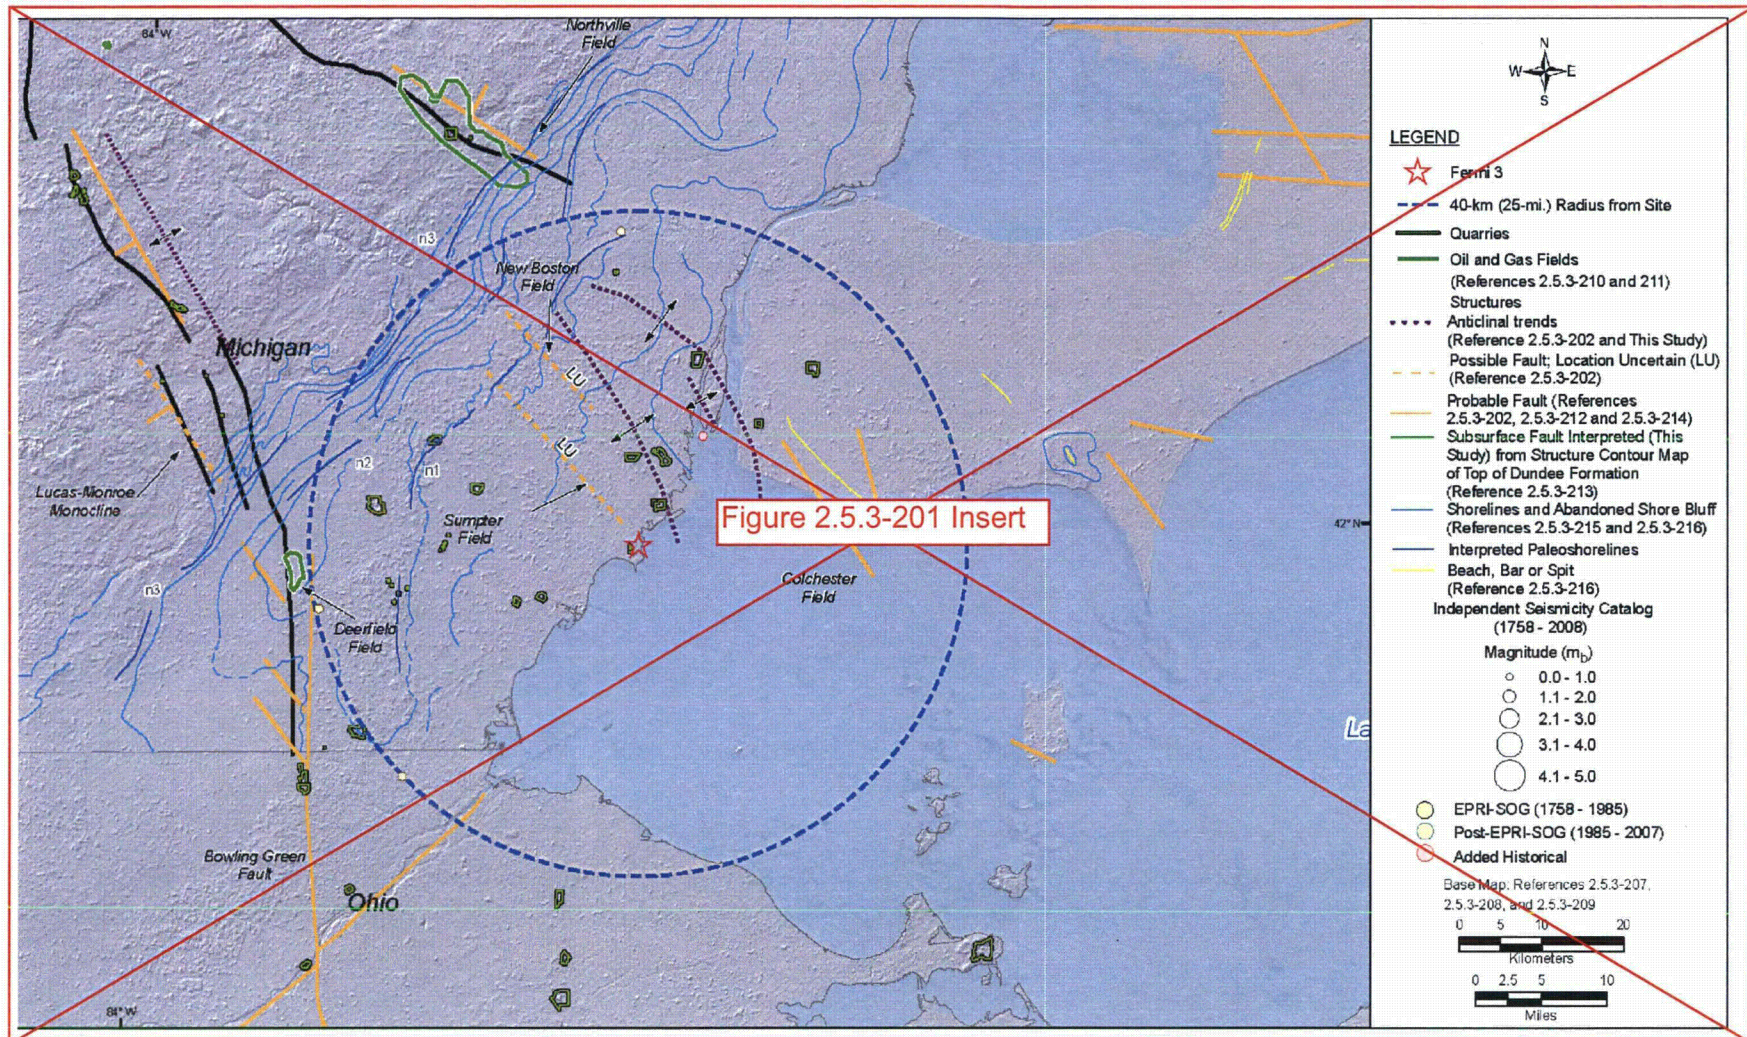 84° W
Northville
Field
n3
New Boston
Field
Michigan
LU
LU
n2
n1
Lucas-Monroe
Monocline
Sumpter
Field
Figure 2.5.3-201 Insert
42° N
Colchester
Field
n3
Deerfield
Field
La
Bowling Green
Fault
Ohio
84° W
N
W E
S
LEGEND
Fermi 3
40-km (25-mi.) Radius from Site
Quarries
Oil and Gas Fields
(References 2.5.3-210 and 211)
Structures
Anticlinal trends
(Reference 2.5.3-202 and This Study)
Possible Fault; Location Uncertain (LU)
(Reference 2.5.3-202)
Probable Fault (References
2.5.3-202, 2.5.3-212 and 2.5.3-214)
Subsurface Fault Interpreted (This
Study) from Structure Contour Map
of Top of Dundee Formation
(Reference 2.5.3-213)
Shorelines and Abandoned Shore Bluff
(References 2.5.3-215 and 2.5.3-216)
Interpreted Paleoshorelines
Beach, Bar or Spit
(Reference 2.5.3-216)
Independent Seismicity Catalog
(1758 - 2008)
Magnitude (mb)
0.0 - 1.0
1.1 - 2.0
2.1 - 3.0
3.1 - 4.0
4.1 - 5.0
EPRI-SOG (1758 - 1985)
Post-EPRI-SOG (1985 - 2007)
Added Historical
Base Map: References 2.5.3-207,
2.5.3-208, and 2.5.3-209
0 5 10 20
Kilometers
0 2.5 5 10
Miles